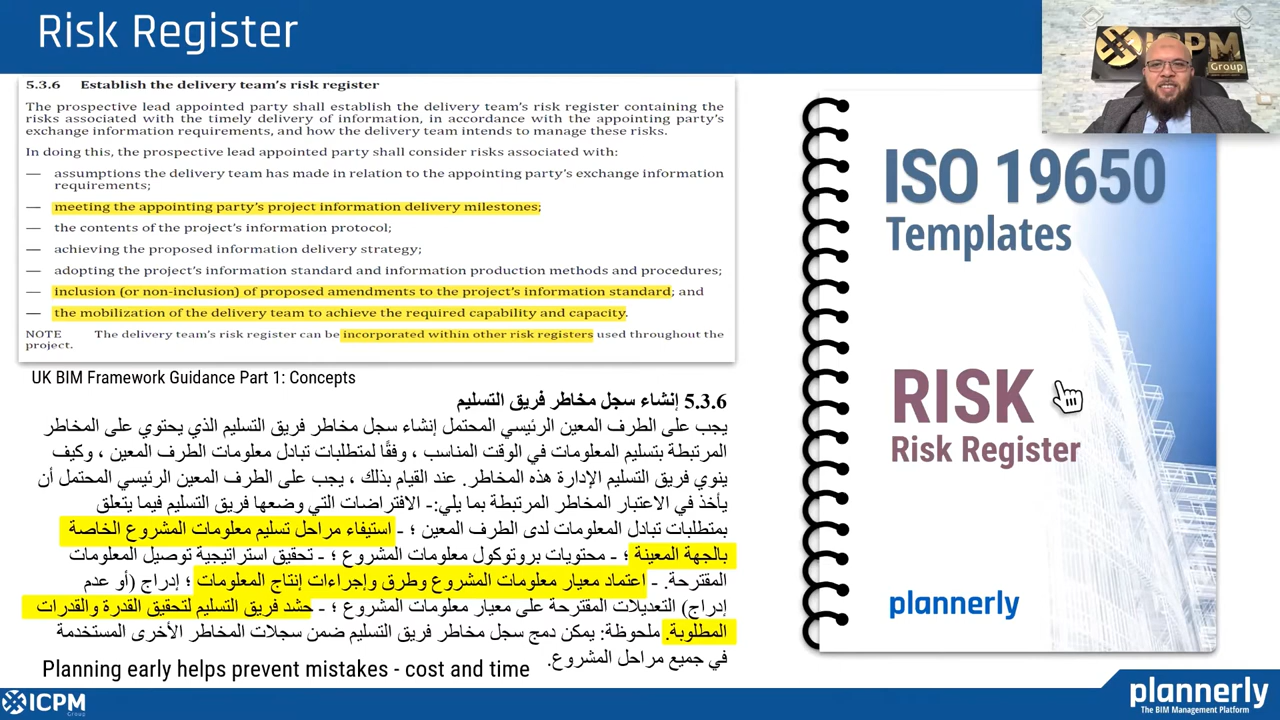 Risk Register
ICPM
Group
5.3.6 Establish the delivery team's risk register
The prospective lead appointed party shall establish the delivery team's risk register containing the
risks associated with the timely delivery of information, in accordance with the appointing party's
exchange information requirements, and how the delivery team intends to manage these risks.
In doing this, the prospective lead appointed party shall consider risks associated with:
— assumptions the delivery team has made in relation to the appointing party's exchange information
requirements;
— meeting the appointing party's project information delivery milestones;
— the contents of the project's information protocol;
— achieving the proposed information delivery strategy;
— adopting the project's information standard and information production methods and procedures;
— inclusion (or non-inclusion) of proposed amendments to the project's information standard; and
— the mobilization of the delivery team to achieve the required capability and capacity.
NOTE The delivery team's risk register can be incorporated within other risk registers used throughout the
project.
UK BIM Framework Guidance Part 1: Concepts
5.3.6 إنشاء سجل مخاطر فريق التسليم
يجب على الطرف المعين الرئيسي المحتمل إنشاء سجل مخاطر فريق التسليم الذي يحتوي على المخاطر
المرتبطة بتسليم المعلومات في الوقت المناسب ، وفقًا لمتطلبات تبادل معلومات الطرف المعين ، وكيف
ينوي فريق التسليم الإدارة هذه المخاطر. عند القيام بذلك ، يجب على الطرف المعين الرئيسي المحتمل أن
يأخذ في الاعتبار المخاطر المرتبطة بما يلي:- الافتراضات التي وضعها فريق التسليم فيما يتعلق
بمتطلبات تبادل المعلومات لدى الطرف المعين ؛ - استيفاء مراحل تسليم معلومات المشروع الخاصة
بالجهة المعينة ؛ - محتويات بروتوكول معلومات المشروع؛ - تحقيق استراتيجية توصيل المعلومات
المقترحة. - اعتماد معيار معلومات المشروع وطرق وإجراءات إنتاج المعلومات ؛ إدراج (أو عدم
إدراج) التعديلات المقترحة على معيار معلومات المشروع ؛ - حشد فريق التسليم لتحقيق القدرة والقدرات
المطلوبة. ملحوظة: يمكن دمج سجل مخاطر فريق التسليم ضمن سجلات المخاطر الأخرى المستخدمة
في جميع مراحل المشروع.
Planning early helps prevent mistakes - cost and time
ISO 19650
Templates
RISK
Risk Register
plannerly
ICPM
Group
plannerly
The BIM Management Platform